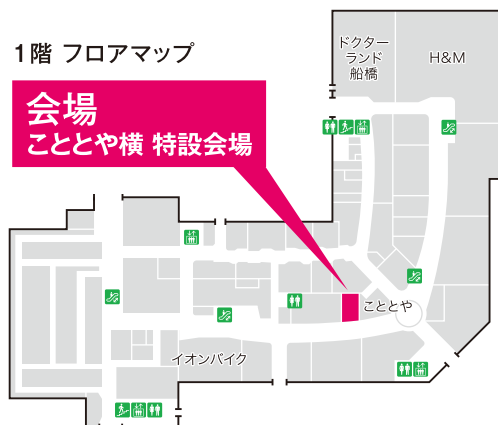 1階 フロアマップ
会場
こととや横 特設会場
ドクター
ランド
船橋
H&M
こととや
イオンバイク